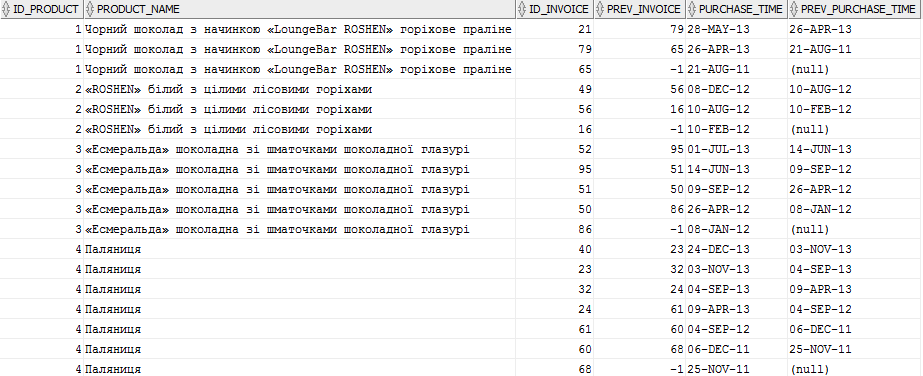 ID_PRODUCT PRODUCT_NAME ID_INVOICE PREV_INVOICE PURCHASE_TIME PREV_PURCHASE_TIME
1 Чорний шоколад з начинкою «LoungeBar ROSHEN» горіхове праліне 21 79 28-MAY-13 26-APR-13
1 Чорний шоколад з начинкою «LoungeBar ROSHEN» горіхове праліне 79 65 26-APR-13 21-AUG-11
1 Чорний шоколад з начинкою «LoungeBar ROSHEN» горіхове праліне 65 -1 21-AUG-11 (null)
2 «ROSHEN» білий з цілими лісовими горіхами 49 56 08-DEC-12 10-AUG-12
2 «ROSHEN» білий з цілими лісовими горіхами 56 16 10-AUG-12 10-FEB-12
2 «ROSHEN» білий з цілими лісовими горіхами 16 -1 10-FEB-12 (null)
3 «Есмеральда» шоколадна зі шматочками шоколадної глазурі 52 95 01-JUL-13 14-JUN-13
3 «Есмеральда» шоколадна зі шматочками шоколадної глазурі 95 51 14-JUN-13 09-SEP-12
3 «Есмеральда» шоколадна зі шматочками шоколадної глазурі 51 50 09-SEP-12 26-APR-12
3 «Есмеральда» шоколадна зі шматочками шоколадної глазурі 50 86 26-APR-12 08-JAN-12
3 «Есмеральда» шоколадна зі шматочками шоколадної глазурі 86 -1 08-JAN-12 (null)
4 Паляниця 40 23 24-DEC-13 03-NOV-13
4 Паляниця 23 32 03-NOV-13 04-SEP-13
4 Паляниця 32 24 04-SEP-13 09-APR-13
4 Паляниця 24 61 09-APR-13 04-SEP-12
4 Паляниця 61 60 04-SEP-12 06-DEC-11
4 Паляниця 60 68 06-DEC-11 25-NOV-11
4 Паляниця 68 -1 25-NOV-11 (null)